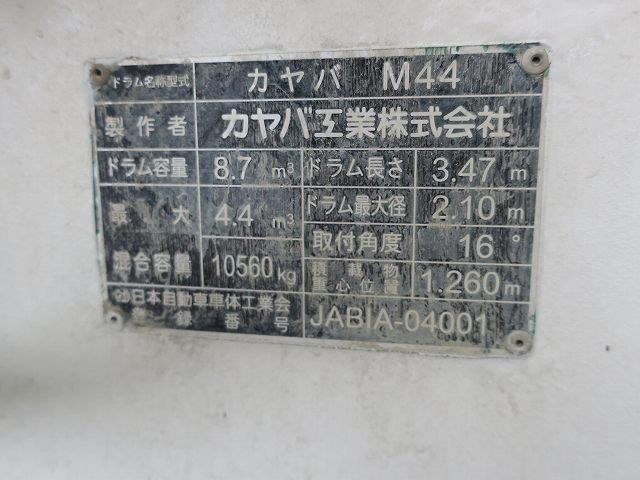 ドラム名称型式 カヤバ M44
製作者 カヤバ工業株式会社
ドラム容量 8.7 m³ ドラム長さ 3.47 m
最大 4.4 m³ ドラム最大径 2.10 m
混合容量 10560 kg 取付角度 16°
積載物
重心位置 1.260 m
日本自動車車体工業会
登録番号 JABIA-04001